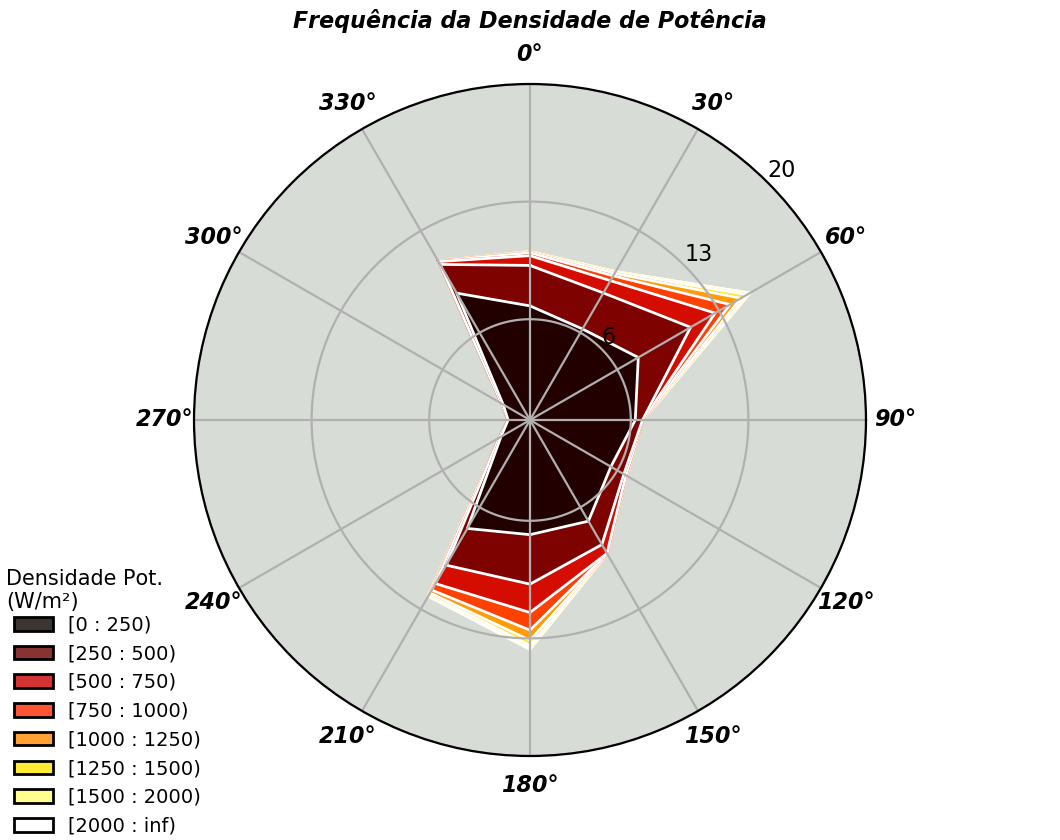 Frequência da Densidade de Potência
0°
330°
30°
20
300°
60°
13
6
270°
90°
240°
120°
210°
150°
180°
Densidade Pot.
(W/m²)
[0 : 250)
[250 : 500)
[500 : 750)
[750 : 1000)
[1000 : 1250)
[1250 : 1500)
[1500 : 2000)
[2000 : inf)